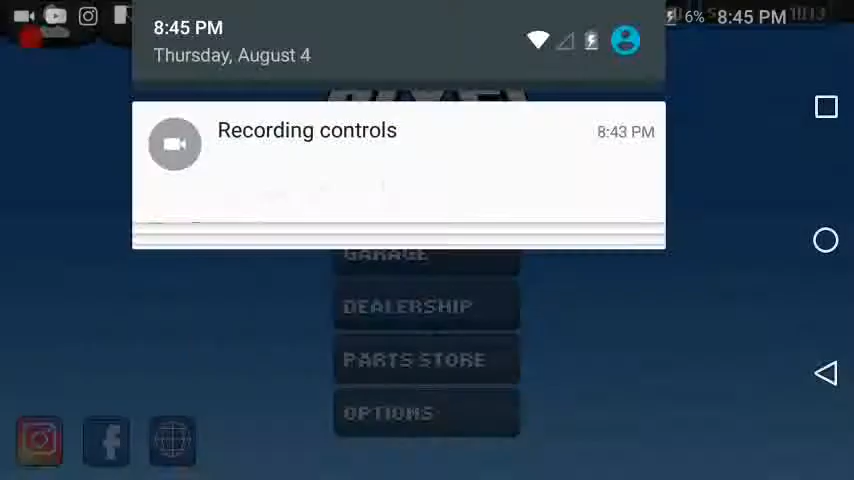 8:45 PM
Thursday, August 4
6% 8:45 PM
Recording controls
8:43 PM
GARAGE
DEALERSHIP
PARTS STORE
OPTIONS